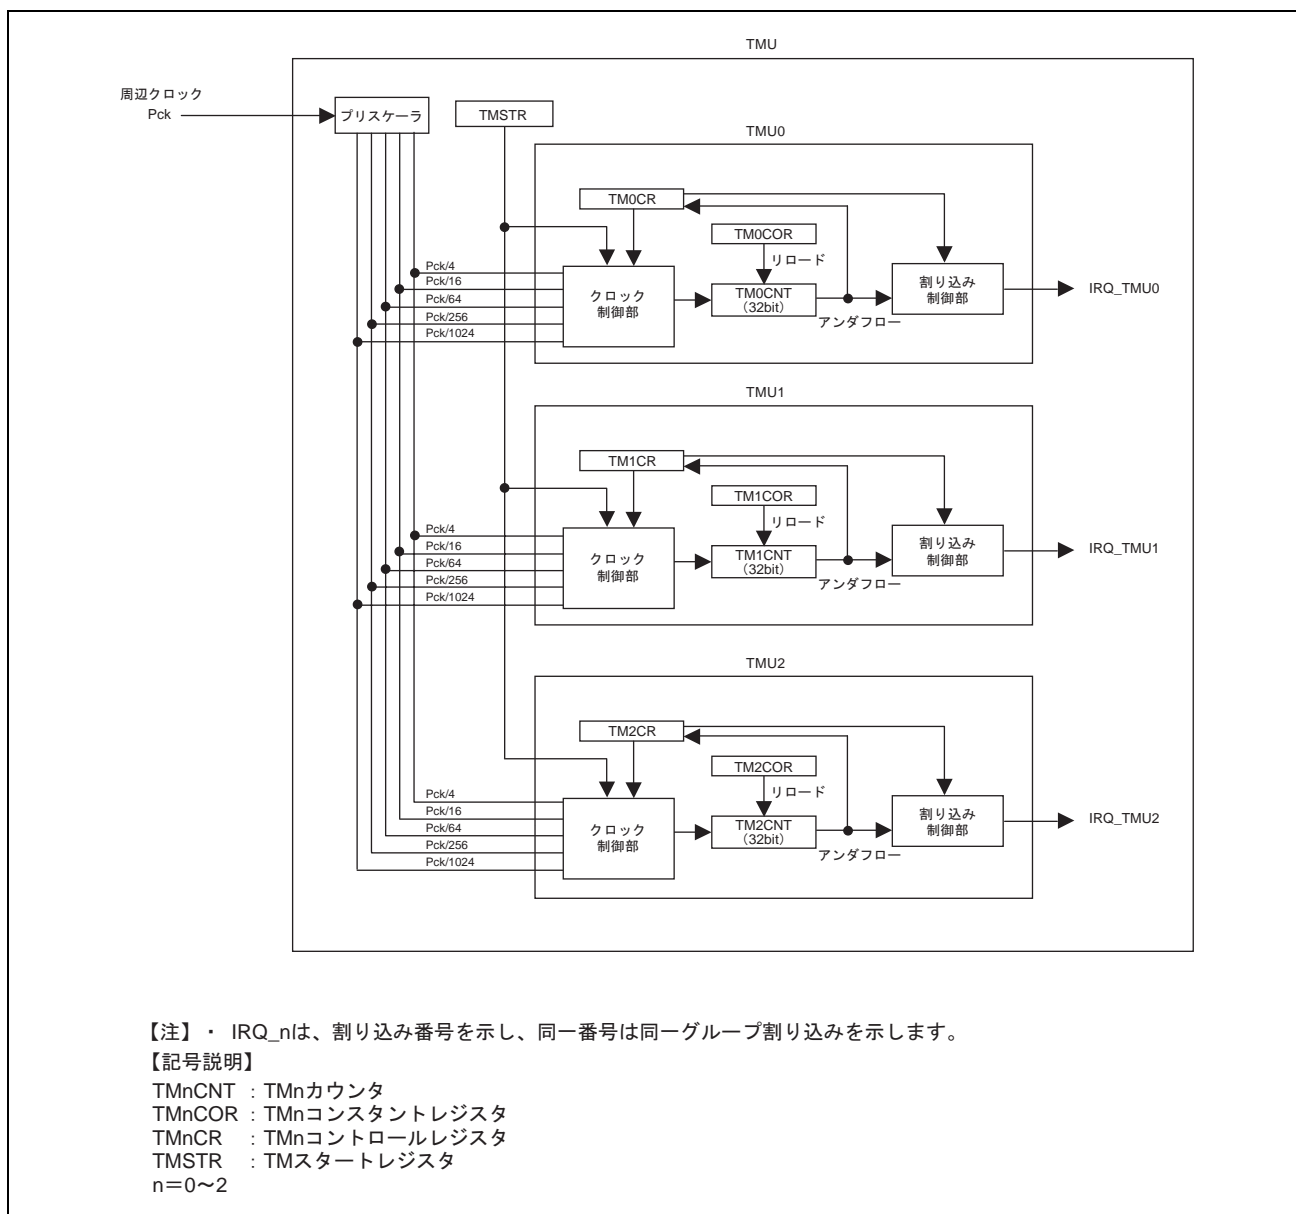 TMU
周辺クロック
Pck
プリスケーラ
TMSTR
TMU0
TM0CR
TM0COR
リロード
Pck/4
Pck/16
Pck/64
Pck/256
Pck/1024
クロック
制御部
TM0CNT
(32bit)
アンダフロー
割り込み
制御部
IRQ_TMU0
TMU1
TM1CR
TM1COR
リロード
Pck/4
Pck/16
Pck/64
Pck/256
Pck/1024
クロック
制御部
TM1CNT
(32bit)
アンダフロー
割り込み
制御部
IRQ_TMU1
TMU2
TM2CR
TM2COR
リロード
Pck/4
Pck/16
Pck/64
Pck/256
Pck/1024
クロック
制御部
TM2CNT
(32bit)
アンダフロー
割り込み
制御部
IRQ_TMU2
【注】・ IRQ_nは、割り込み番号を示し、同一番号は同一グループ割り込みを示します。
【記号説明】
TMnCNT : TMnカウンタ
TMnCOR : TMnコンスタントレジスタ
TMnCR : TMnコントロールレジスタ
TMSTR : TMスタートレジスタ
n＝0〜2